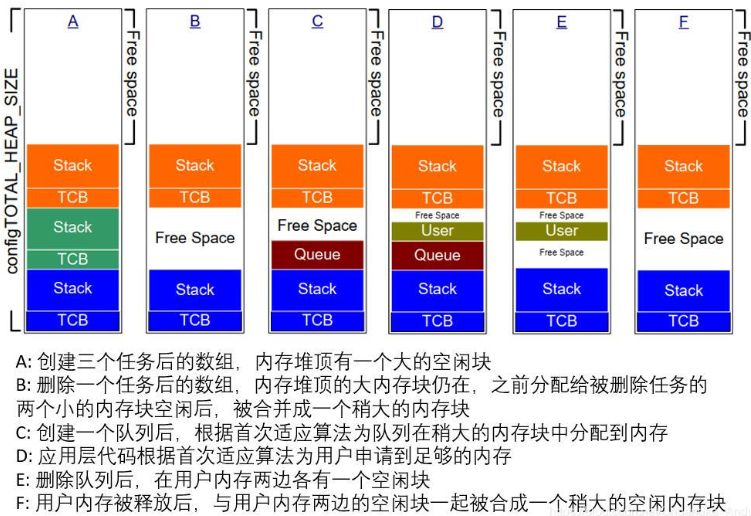 A
B
C
D
E
F
configTOTAL_HEAP_SIZE
Free space
Free space
Free space
Free space
Free space
Free space
Stack
TCB
Stack
TCB
Stack
TCB
Stack
TCB
Free Space
Stack
TCB
Stack
TCB
Free Space
Queue
Stack
TCB
Stack
TCB
Free Space
User
Queue
Stack
TCB
Stack
TCB
Free Space
User
Free Space
Stack
TCB
Stack
TCB
Free Space
Stack
TCB
A: 创建三个任务后的数组，内存堆顶有一个大的空闲块
B: 删除一个任务后的数组，内存堆顶的大内存块仍在，之前分配给被删除任务的
两个小的内存块空闲后，被合并成一个稍大的内存块
C: 创建一个队列后，根据首次适应算法为队列在稍大的内存块中分配到内存
D: 应用层代码根据首次适应算法为用户申请到足够的内存
E: 删除队列后，在用户内存两边各有一个空闲块
F: 用户内存被释放后，与用户内存两边的空闲块一起被合成一个稍大的空闲内存块